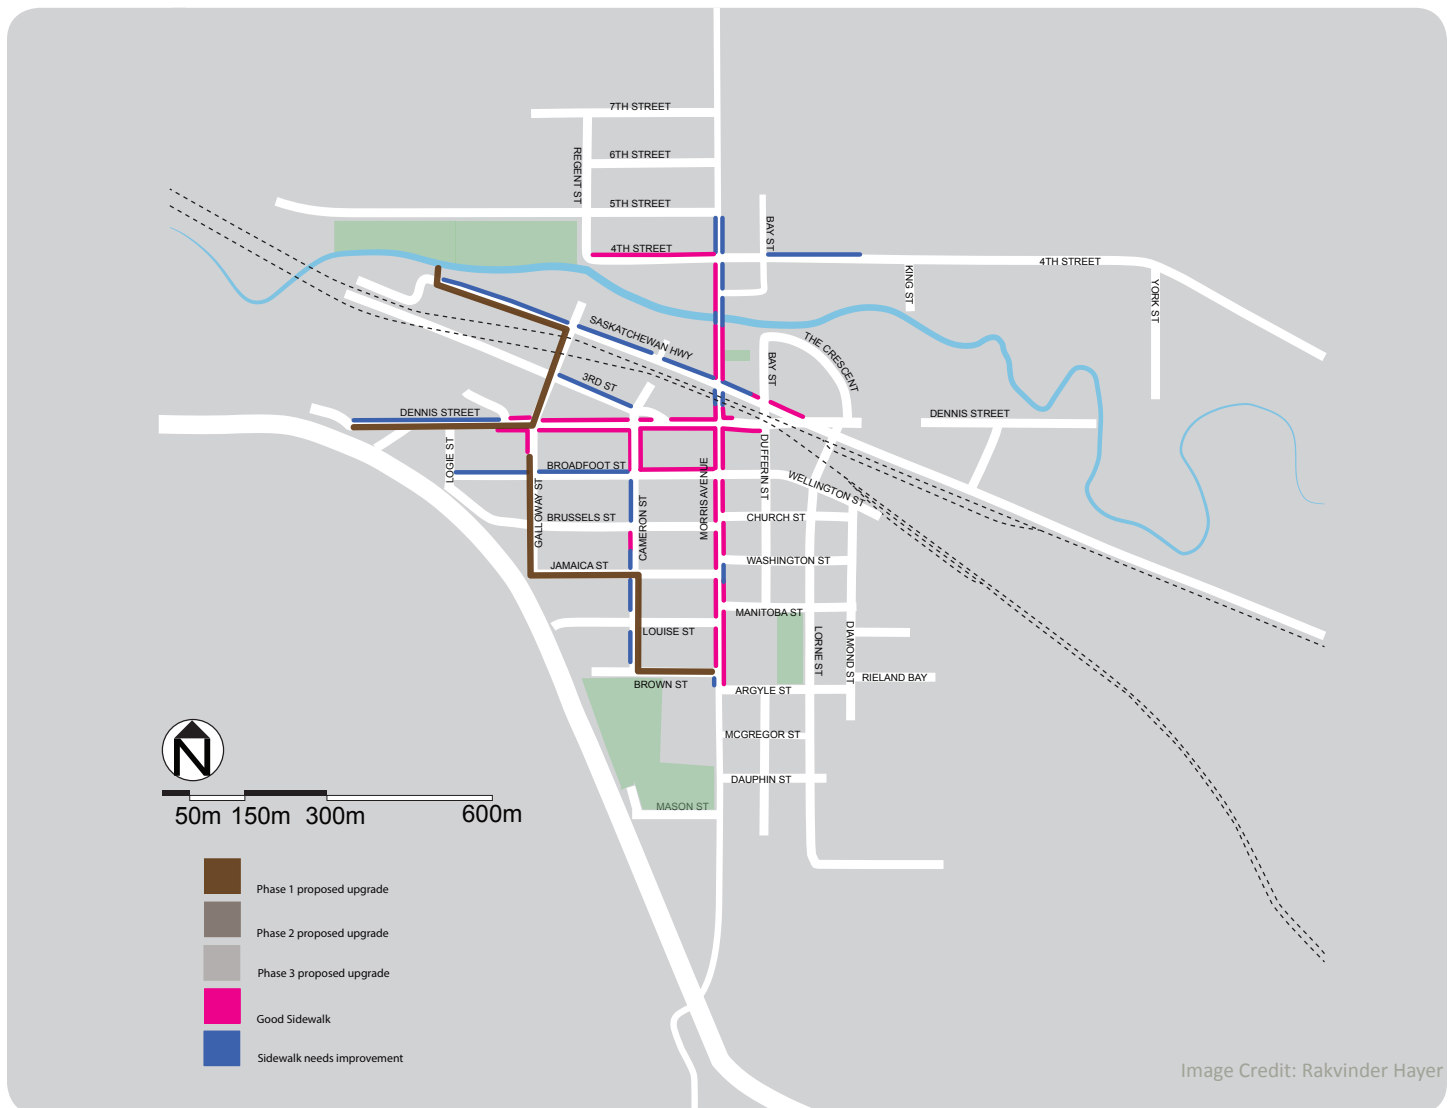 7TH STREET
REGENT ST
6TH STREET
5TH STREET
BAY ST
4TH STREET
4TH STREET
KING ST
YORK ST
SASKATCHEWAN HWY
THE CRESCENT
BAY ST
3RD ST
DENNIS STREET
DENNIS STREET
LOGIE ST
BROADFOOT ST
MORRIS AVENUE
DUFFERIN ST
WELLINGTON ST
GALLOWAY ST
CAMERON ST
BRUSSELS ST
CHURCH ST
JAMAICA ST
WASHINGTON ST
MANITOBA ST
LOUISE ST
LORNE ST
DIAMOND ST
RIELAND BAY
BROWN ST
ARGYLE ST
MCGREGOR ST
DAUPHIN ST
MASON ST
N
50m 150m 300m 600m
Phase 1 proposed upgrade
Phase 2 proposed upgrade
Phase 3 proposed upgrade
Good Sidewalk
Sidewalk needs improvement
Image Credit: Rakvinder Hayer